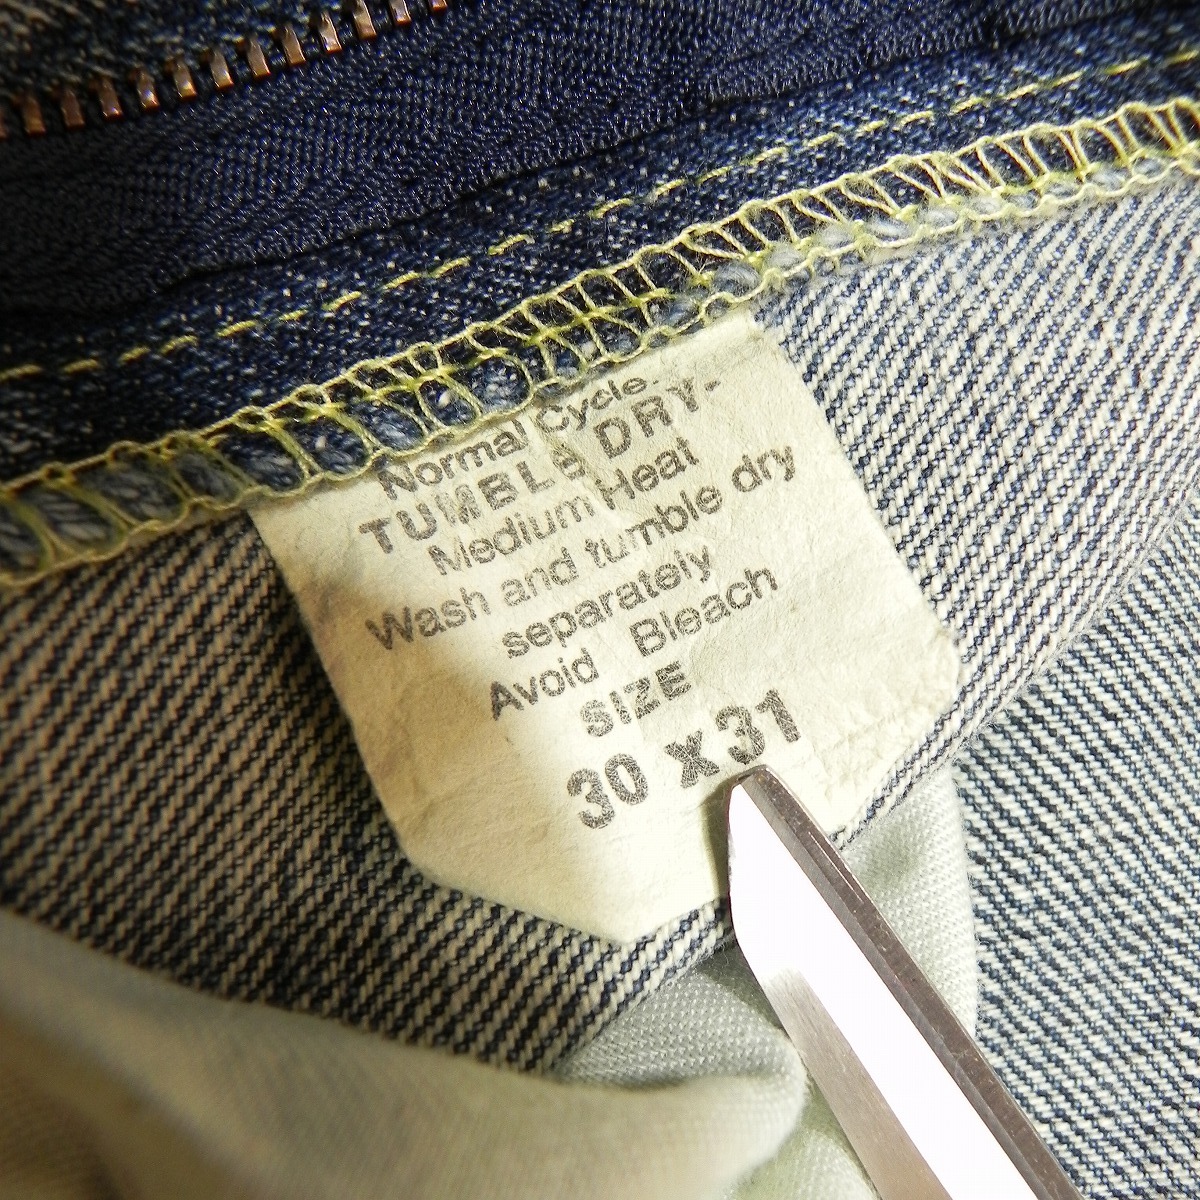 Normal Cycle-
TUMBLE DRY-
Medium Heat
Wash and tumble dry
separately
Avoid Bleach
SIZE
30 x 31